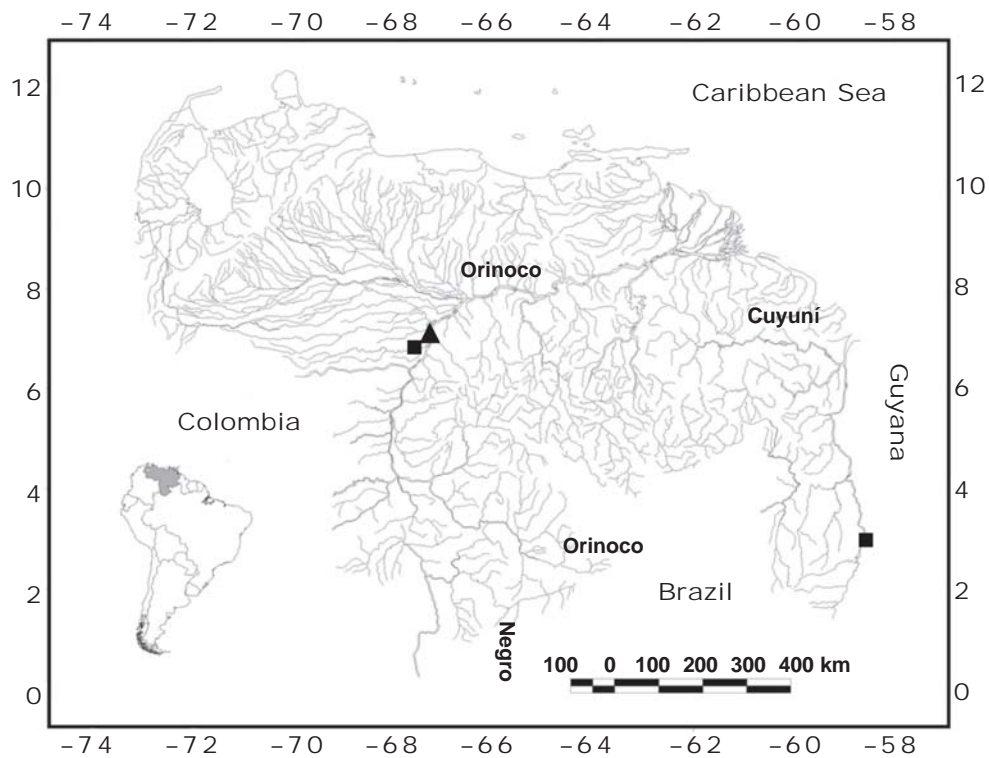 −74 −72 −70 −68 −66 −64 −62 −60 −58
12 12
Caribbean Sea
10 10
Orinoco
8 8
Cuyuní
6 6
Guyana
Colombia
4 4
Orinoco
Brazil
2 2
Negro
100 0 100 200 300 400 km
0 0
−74 −72 −70 −68 −66 −64 −62 −60 −58